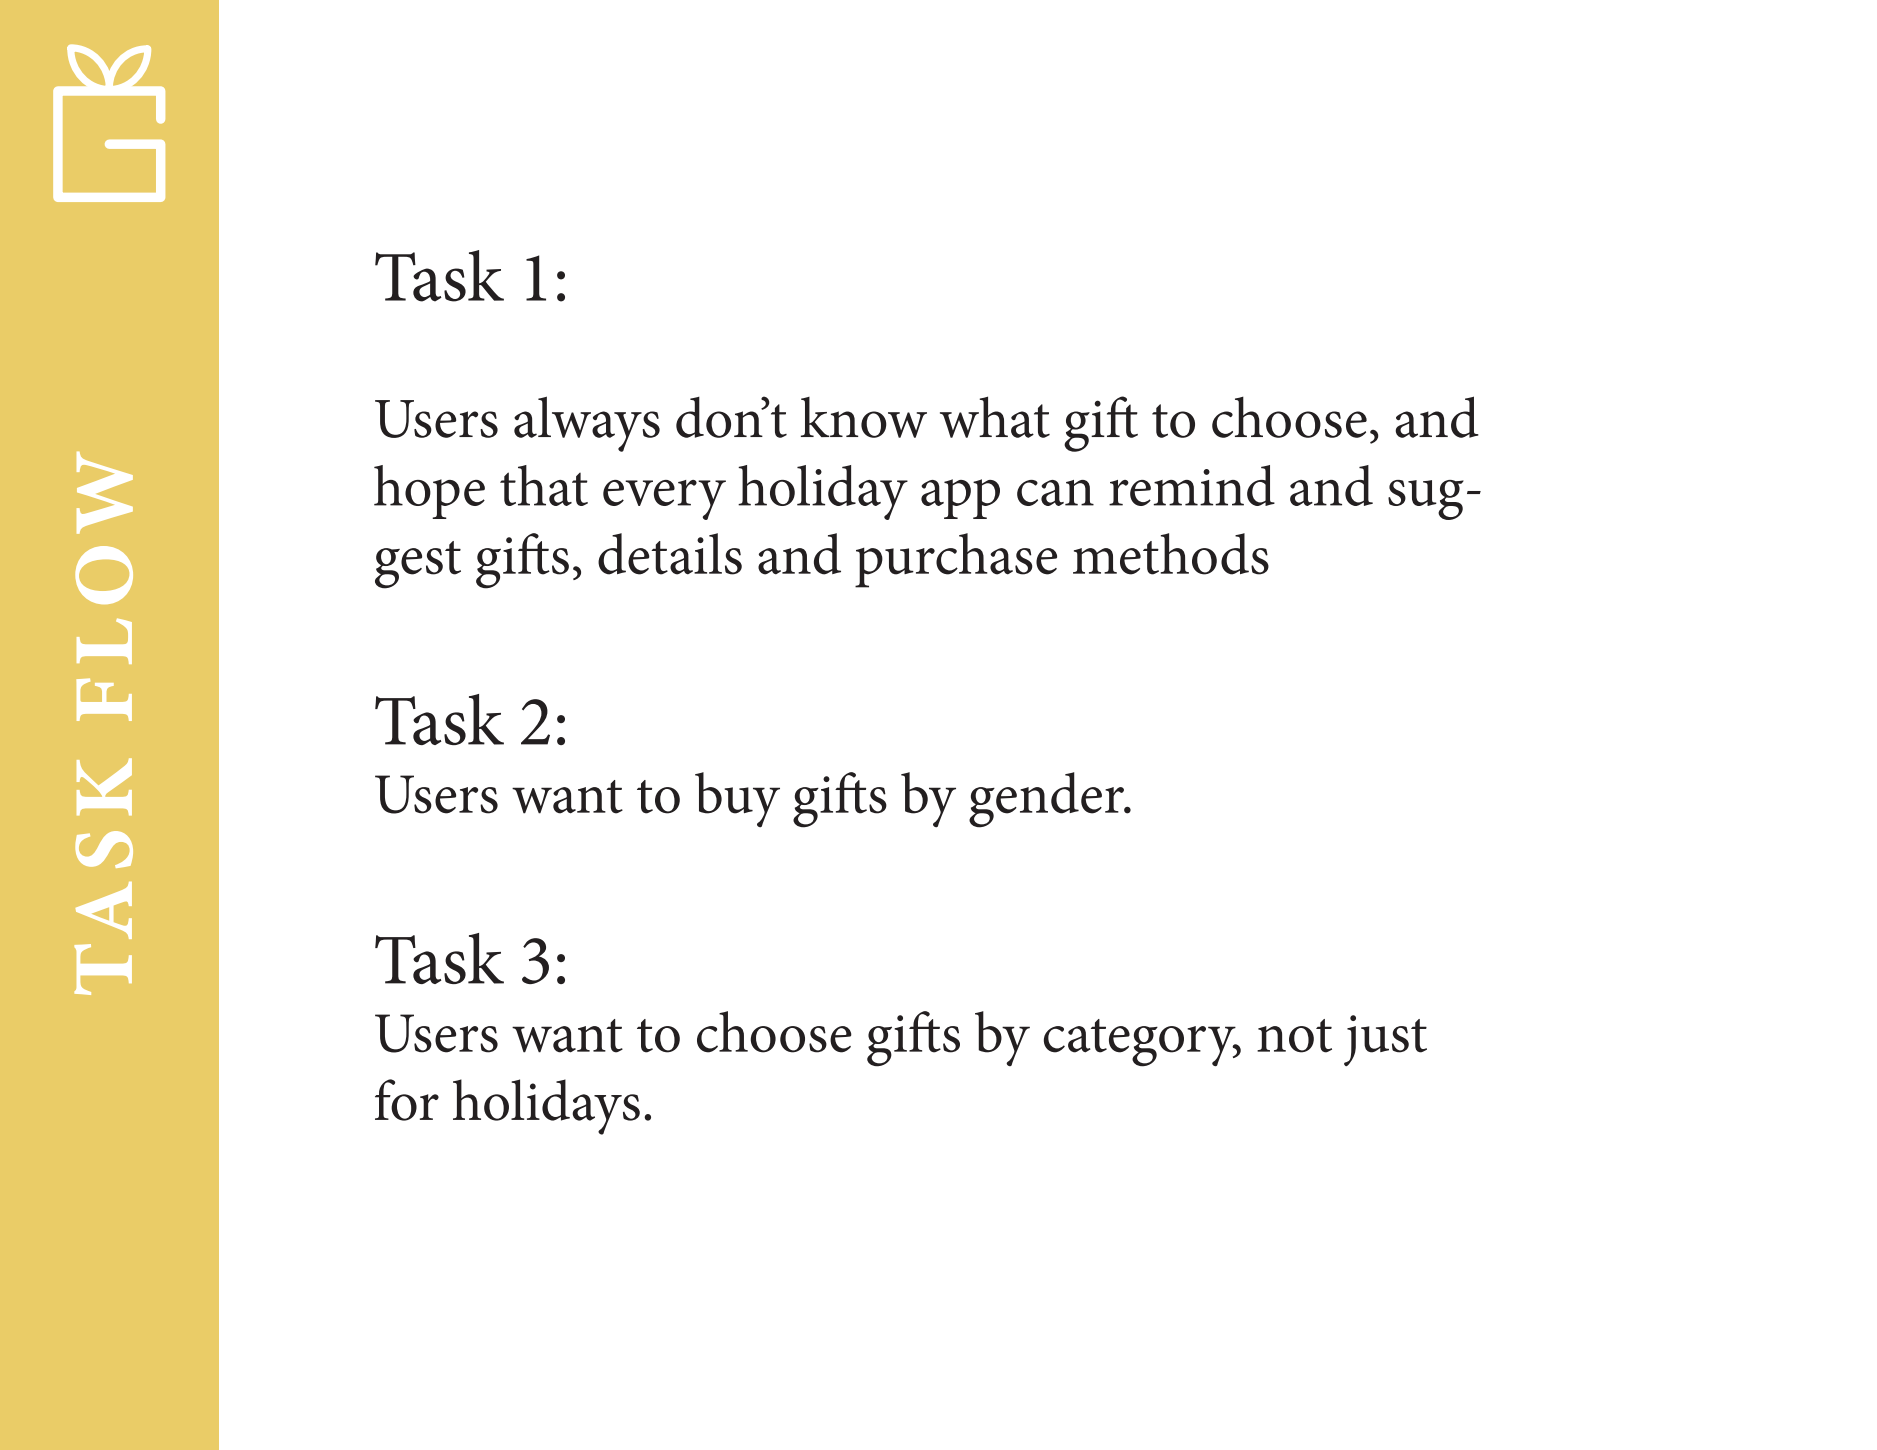 TASK FLOW
Task 1:
Users always don’t know what gift to choose, and
hope that every holiday app can remind and sug-
gest gifts, details and purchase methods
Task 2:
Users want to buy gifts by gender.
Task 3:
Users want to choose gifts by category, not just
for holidays.